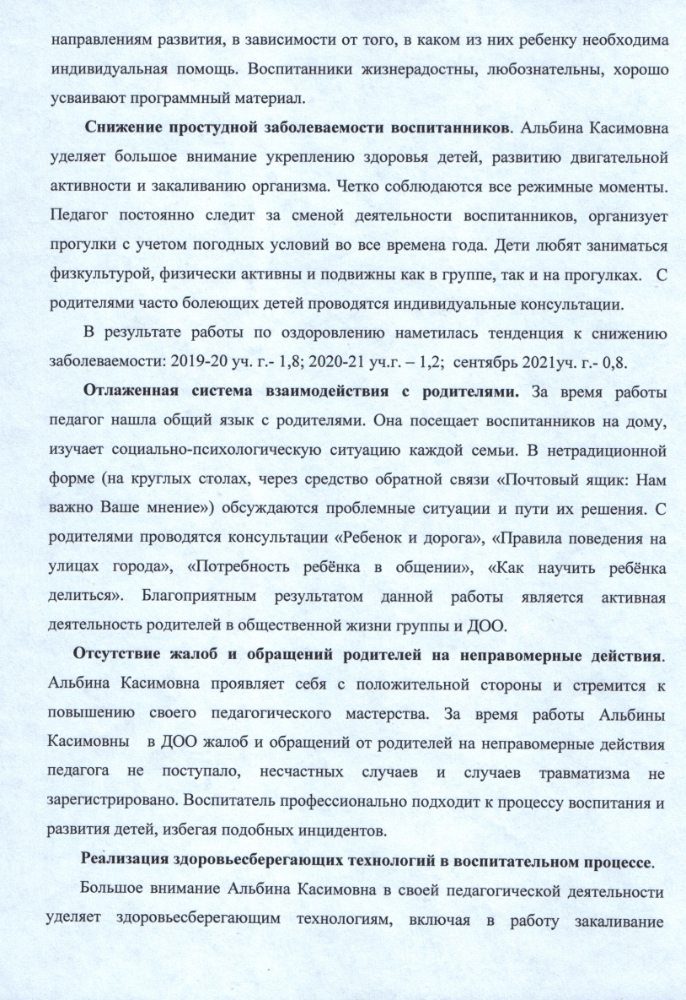 направлениям развития, в зависимости от того, в каком из них ребенку необходима
индивидуальная помощь. Воспитанники жизнерадостны, любознательны, хорошо
усваивают программный материал.
Снижение простудной заболеваемости воспитанников. Альбина Касимовна
уделяет большое внимание укреплению здоровья детей, развитию двигательной
активности и закаливанию организма. Четко соблюдаются все режимные моменты.
Педагог постоянно следит за сменой деятельности воспитанников, организует
прогулки с учетом погодных условий во все времена года. Дети любят заниматься
физкультурой, физически активны и подвижны как в группе, так и на прогулках. С
родителями часто болеющих детей проводятся индивидуальные консультации.
В результате работы по оздоровлению наметилась тенденция к снижению
заболеваемости: 2019-20 уч. г.- 1,8; 2020-21 уч.г. – 1,2; сентябрь 2021уч. г.- 0,8.
Отлаженная система взаимодействия с родителями. За время работы
педагог нашла общий язык с родителями. Она посещает воспитанников на дому,
изучает социально-психологическую ситуацию каждой семьи. В нетрадиционной
форме (на круглых столах, через средство обратной связи «Почтовый ящик: Нам
важно Ваше мнение») обсуждаются проблемные ситуации и пути их решения. С
родителями проводятся консультации «Ребенок и дорога», «Правила поведения на
улицах города», «Потребность ребёнка в общении», «Как научить ребёнка
делиться». Благоприятным результатом данной работы является активная
деятельность родителей в общественной жизни группы и ДОО.
Отсутствие жалоб и обращений родителей на неправомерные действия.
Альбина Касимовна проявляет себя с положительной стороны и стремится к
повышению своего педагогического мастерства. За время работы Альбины
Касимовны в ДОО жалоб и обращений от родителей на неправомерные действия
педагога не поступало, несчастных случаев и случаев травматизма не
зарегистрировано. Воспитатель профессионально подходит к процессу воспитания и
развития детей, избегая подобных инцидентов.
Реализация здоровьесберегающих технологий в воспитательном процессе.
Большое внимание Альбина Касимовна в своей педагогической деятельности
уделяет здоровьесберегающим технологиям, включая в работу закаливание